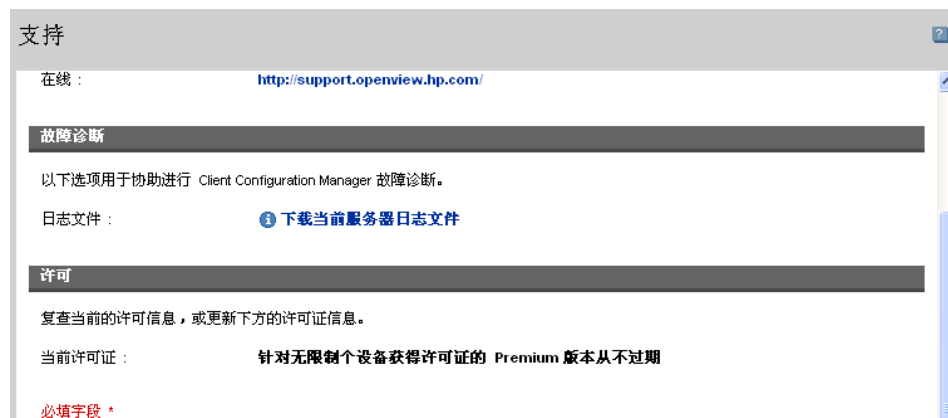 支持
?
在线： http://support.openview.hp.com/
故障诊断
以下选项用于协助进行 Client Configuration Manager 故障诊断。
日志文件： 下载当前服务器日志文件
许可
复查当前的许可信息，或更新下方的许可证信息。
当前许可证： 针对无限制个设备获得许可证的 Premium 版本从不过期
必填字段 *